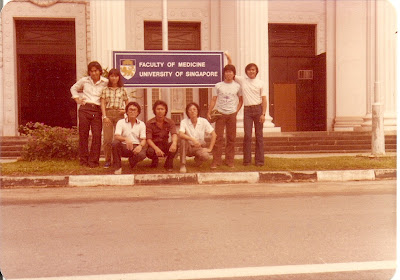 FACULTY OF MEDICINE
UNIVERSITY OF SINGAPORE